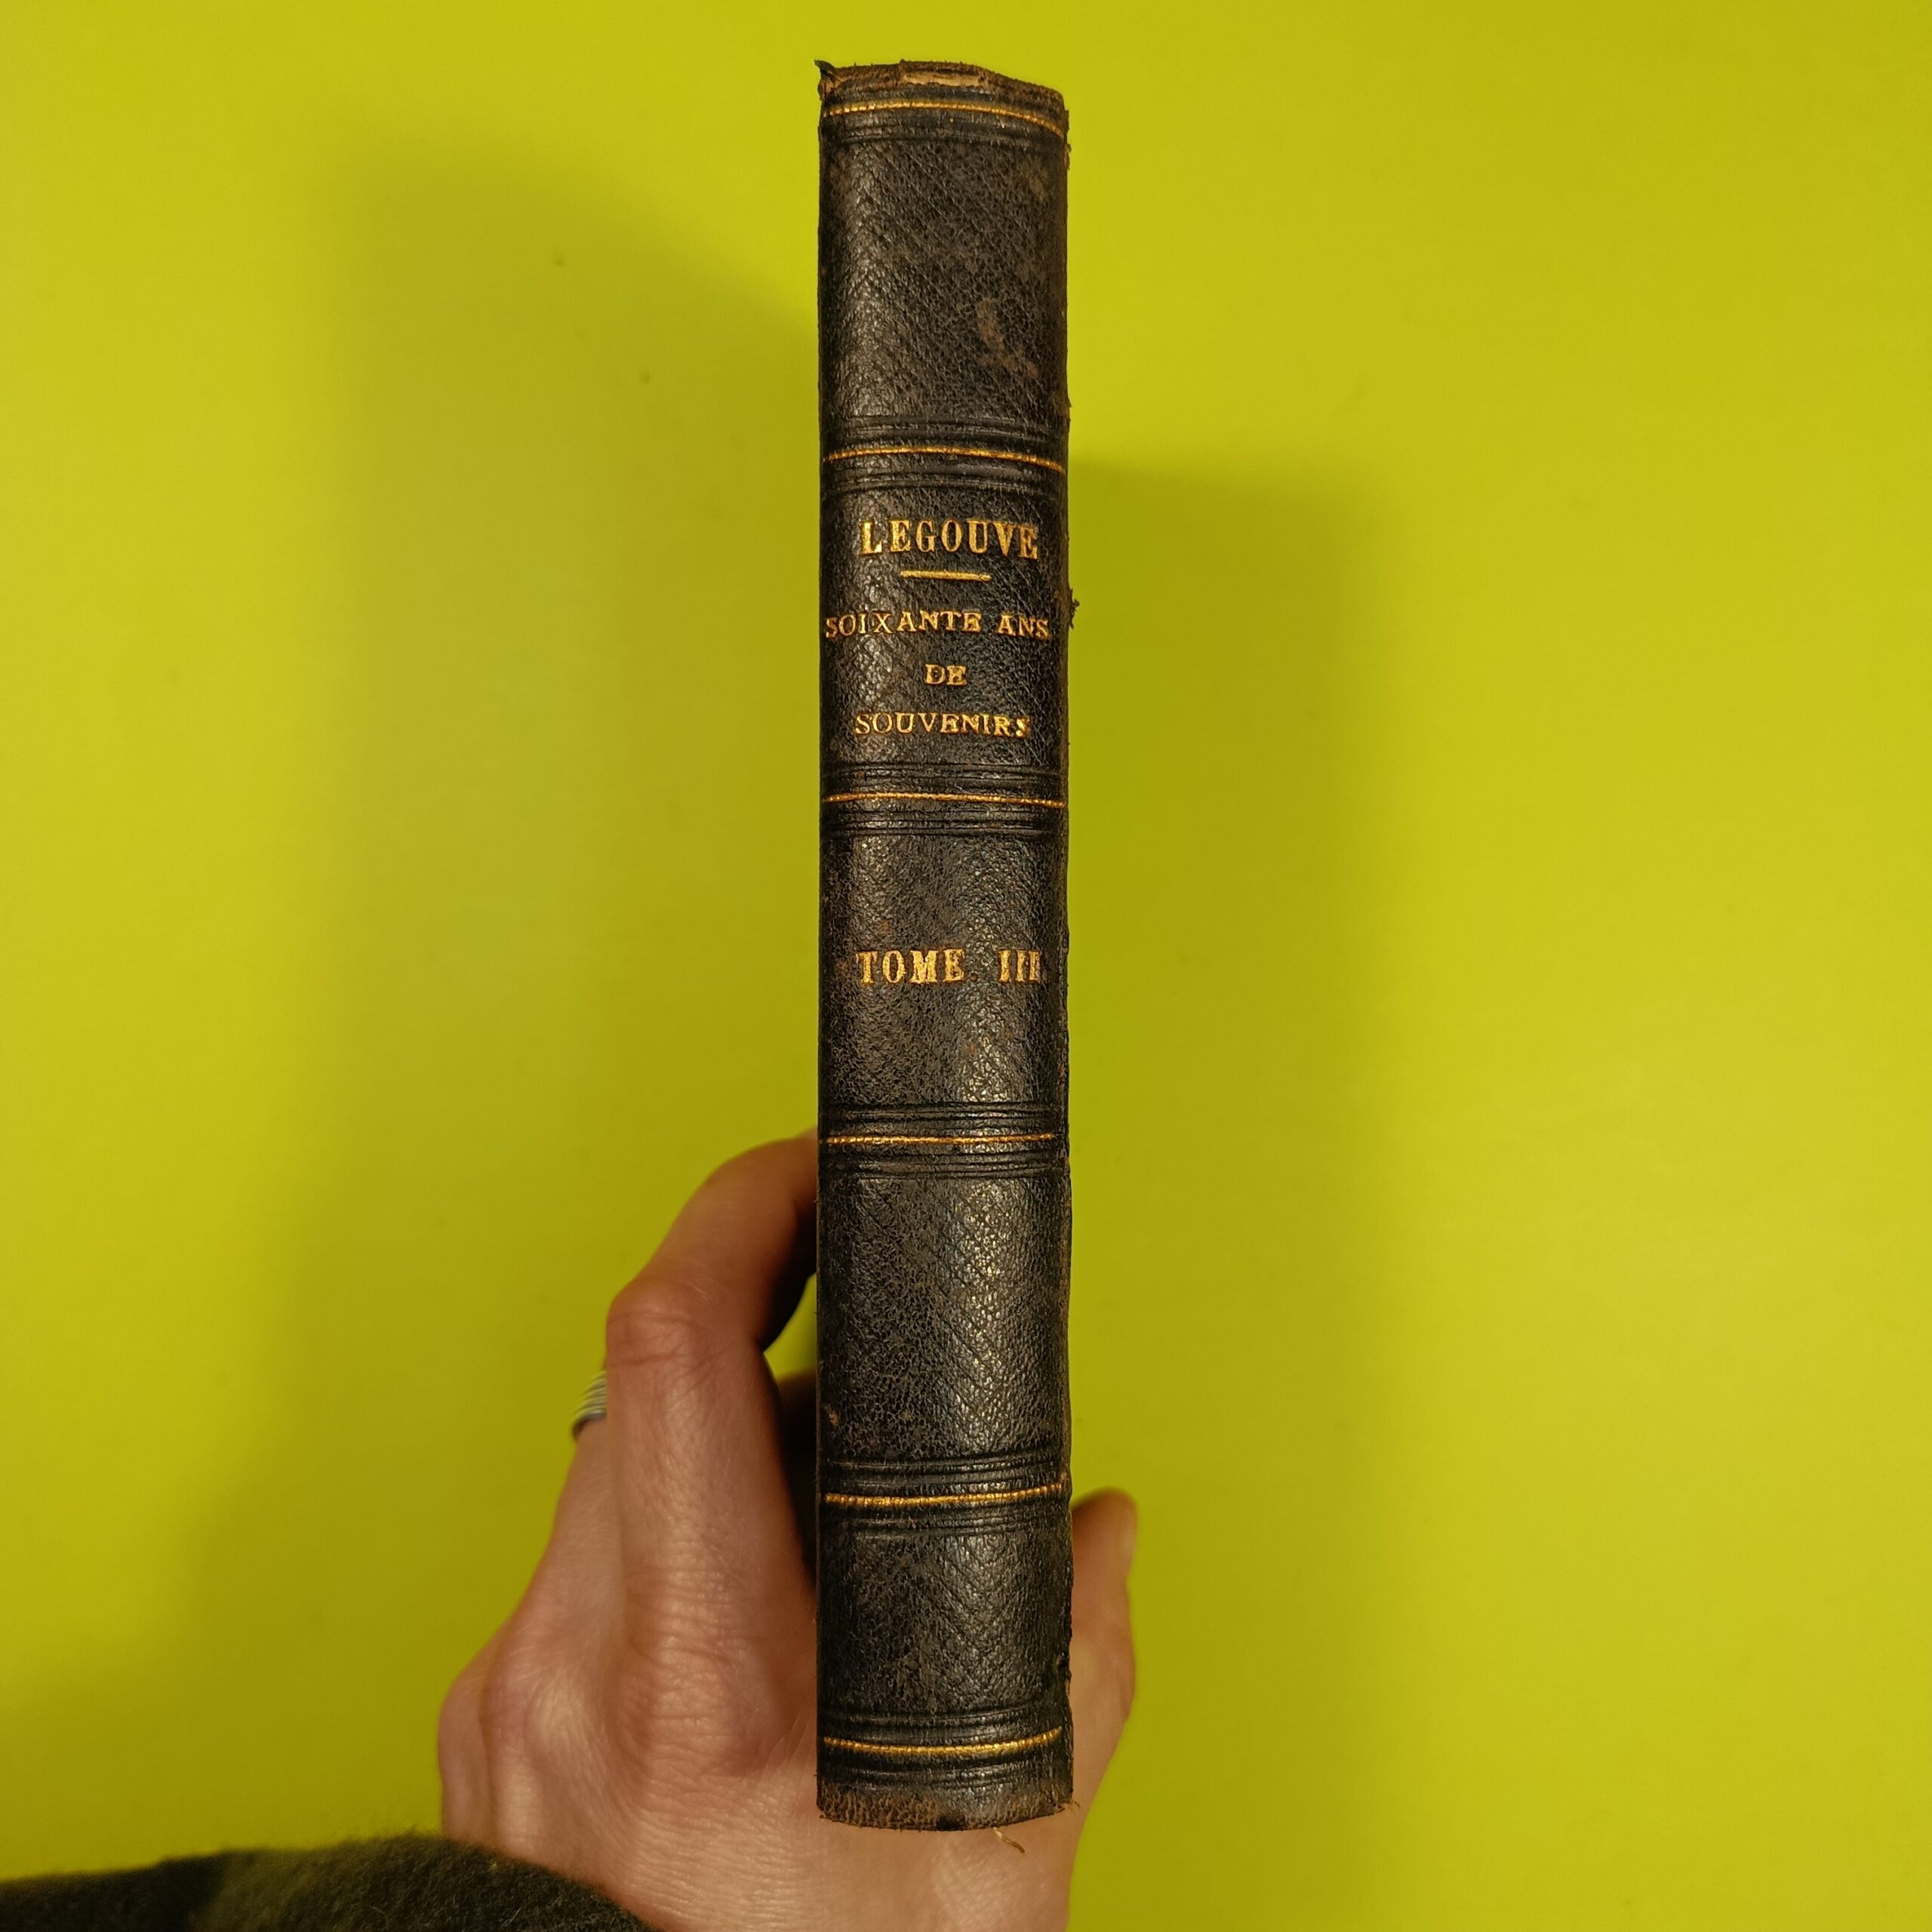 LEGOUVE
SOIXANTE ANS
DE
SOUVENIRS
TOME III